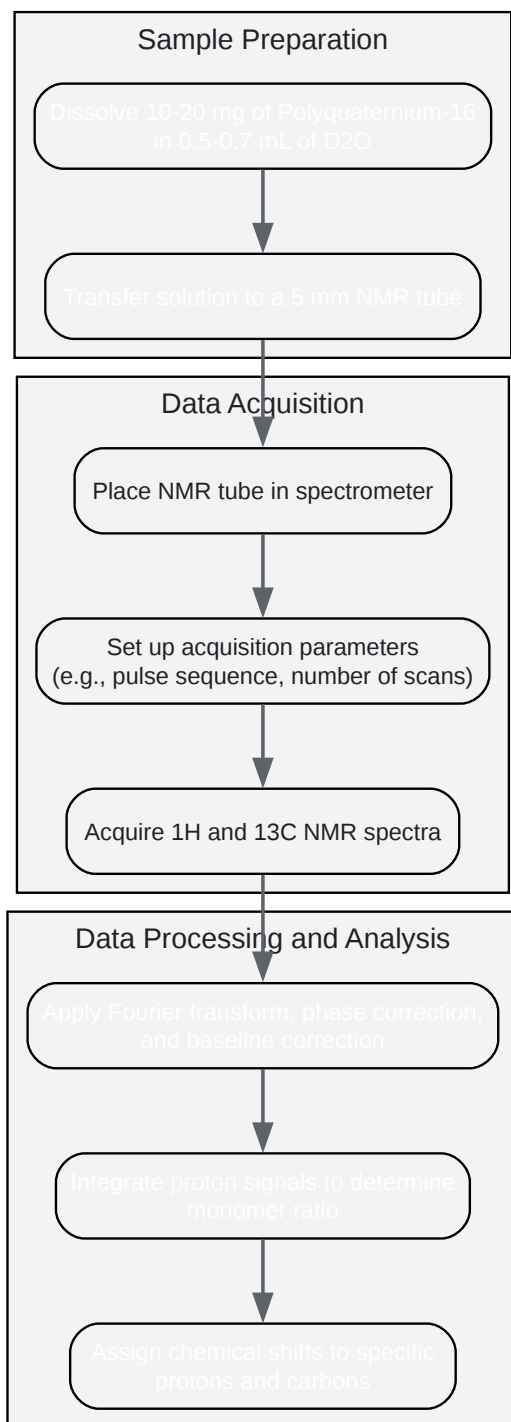 Sample Preparation
Dissolve 10-20 mg of Polyquaternium-16
in 0.5-0.7 mL of D2O
Transfer solution to a 5 mm NMR tube
Data Acquisition
Place NMR tube in spectrometer
Set up acquisition parameters
(e.g., pulse sequence, number of scans)
Acquire 1H and 13C NMR spectra
Data Processing and Analysis
Apply Fourier transform, phase correction,
and baseline correction
Integrate proton signals to determine
monomer ratio
Assign chemical shifts to specific
protons and carbons